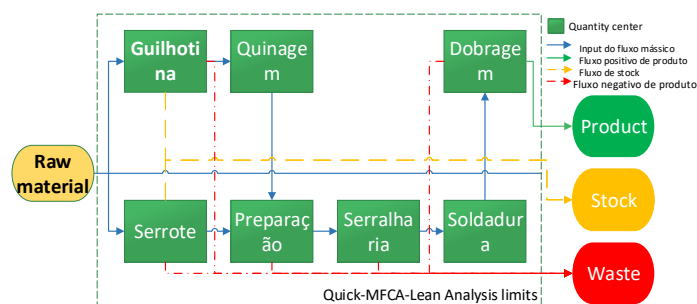 Guilhoti
na
Quinage
m
Dobrage
m
Quantity center
Input do fluxo mássico
Fluxo positivo de produto
Fluxo de stock
Fluxo negativo de produto
Product
Raw
material
Stock
Serrote
Preparaç
ão
Serralha
ria
Soldadur
a
Waste
Quick-MFCA-Lean Analysis limits